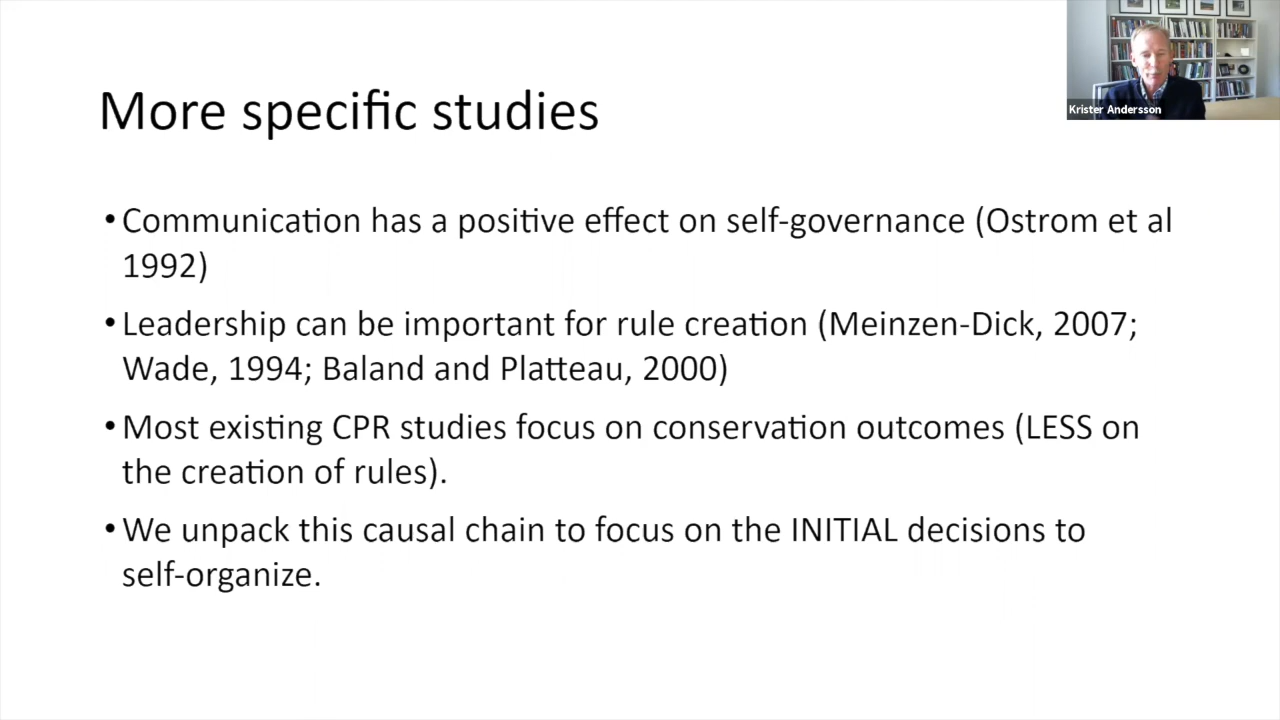 More specific studies
Krister Andersson
• Communication has a positive effect on self-governance (Ostrom et al
1992)
• Leadership can be important for rule creation (Meinzen-Dick, 2007;
Wade, 1994; Baland and Platteau, 2000)
• Most existing CPR studies focus on conservation outcomes (LESS on
the creation of rules).
• We unpack this causal chain to focus on the INITIAL decisions to
self-organize.